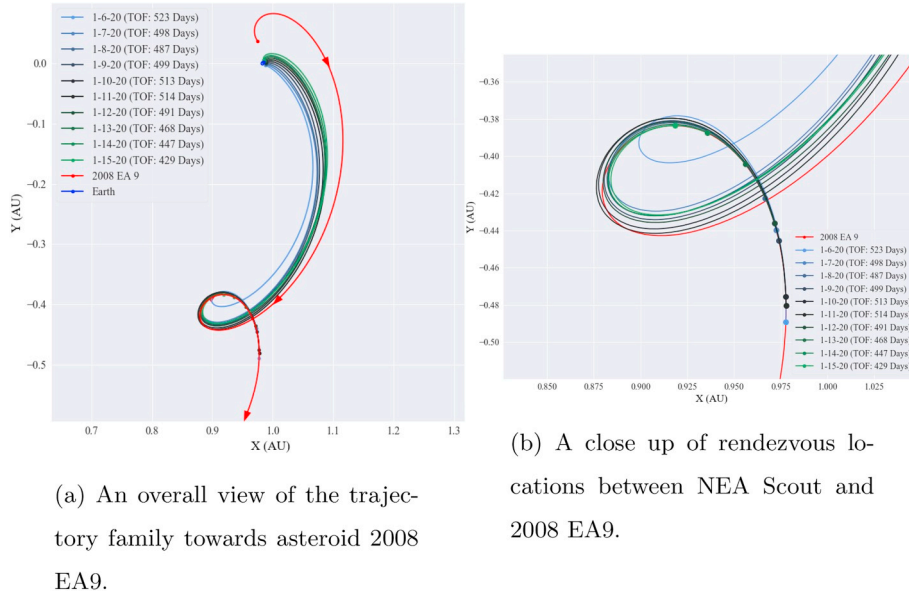 1-6-20 (TOF: 523 Days)
1-7-20 (TOF: 498 Days)
1-8-20 (TOF: 487 Days)
1-9-20 (TOF: 499 Days)
1-10-20 (TOF: 513 Days)
1-11-20 (TOF: 514 Days)
1-12-20 (TOF: 491 Days)
1-13-20 (TOF: 468 Days)
1-14-20 (TOF: 447 Days)
1-15-20 (TOF: 429 Days)
2008 EA 9
Earth
0.0
−0.1
−0.2
−0.3
−0.4
−0.5
Y (AU)
0.7 0.8 0.9 1.0 1.1 1.2 1.3
X (AU)
(a) An overall view of the trajec-
tory family towards asteroid 2008
EA9.
−0.36
−0.38
−0.40
−0.42
−0.44
−0.46
−0.48
−0.50
Y (AU)
2008 EA 9
1-6-20 (TOF: 523 Days)
1-7-20 (TOF: 498 Days)
1-8-20 (TOF: 487 Days)
1-9-20 (TOF: 499 Days)
1-10-20 (TOF: 513 Days)
1-11-20 (TOF: 514 Days)
1-12-20 (TOF: 491 Days)
1-13-20 (TOF: 468 Days)
1-14-20 (TOF: 447 Days)
1-15-20 (TOF: 429 Days)
0.850 0.875 0.900 0.925 0.950 0.975 1.000 1.025
X (AU)
(b) A close up of rendezvous lo-
cations between NEA Scout and
2008 EA9.